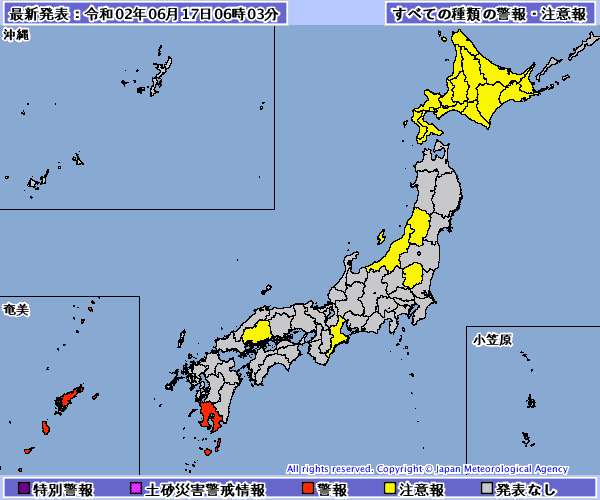 最新発表：令和02年06月17日06時03分
すべての種類の警報・注意報
沖縄
奄美
小笠原
All rights reserved. Copyright © Japan Meteorological Agency
特別警報
土砂災害警戒情報
警報
注意報
発表なし